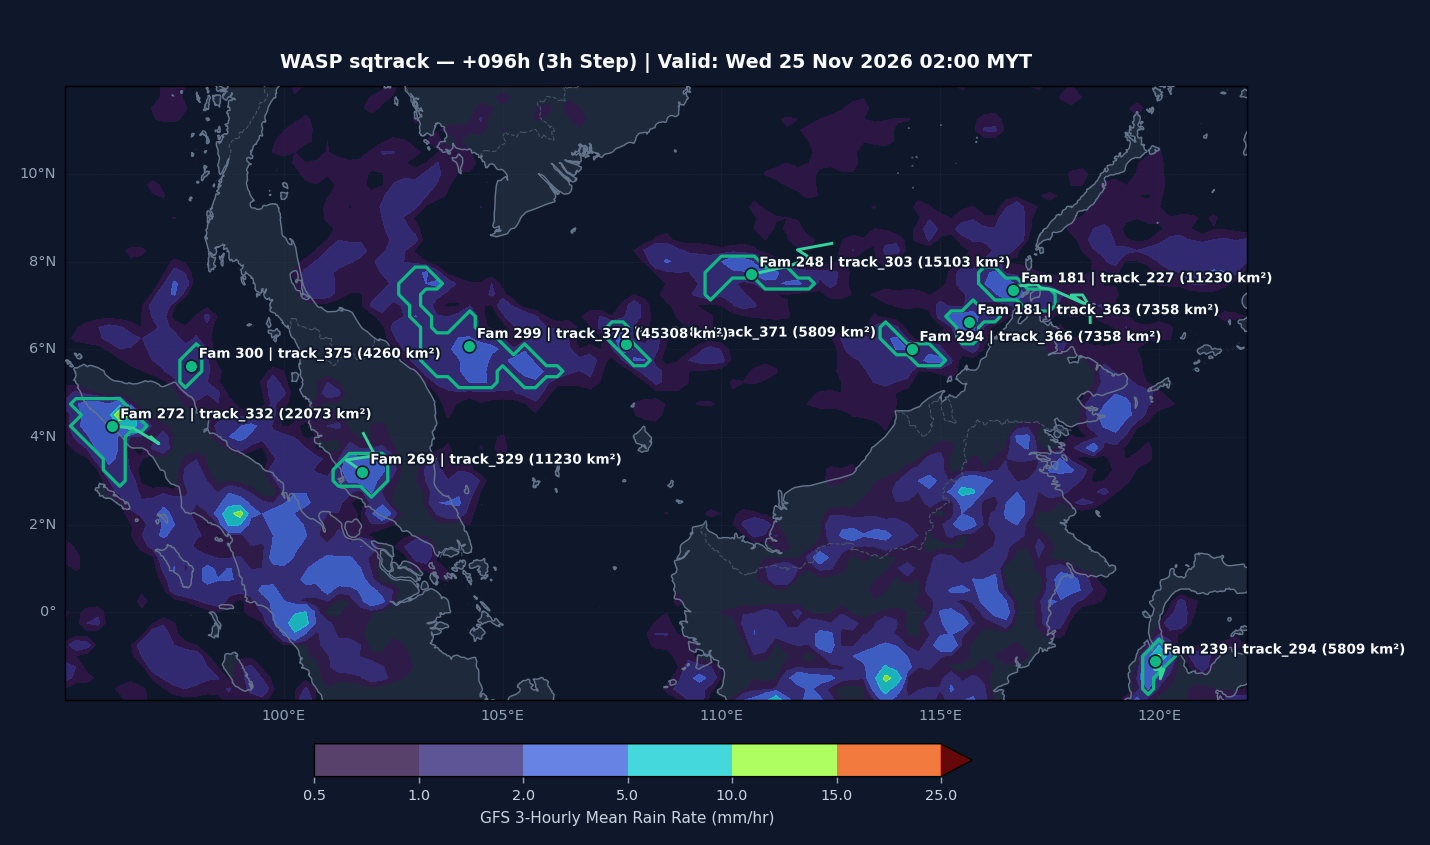 WASP sqtrack — +096h (3h Step) | Valid: Wed 25 Nov 2026 02:00 MYT
10°N
8°N
6°N
4°N
2°N
0°
Fam 248 | track_303 (15103 km²)
Fam 181 | track_227 (11230 km²)
Fam 181 | track_363 (7358 km²)
Fam 299 | track_372 (45308 km²)
track_371 (5809 km²)
Fam 294 | track_366 (7358 km²)
Fam 300 | track_375 (4260 km²)
Fam 272 | track_332 (22073 km²)
Fam 269 | track_329 (11230 km²)
Fam 239 | track_294 (5809 km²)
100°E 105°E 110°E 115°E 120°E
0.5 1.0 2.0 5.0 10.0 15.0 25.0
GFS 3-Hourly Mean Rain Rate (mm/hr)